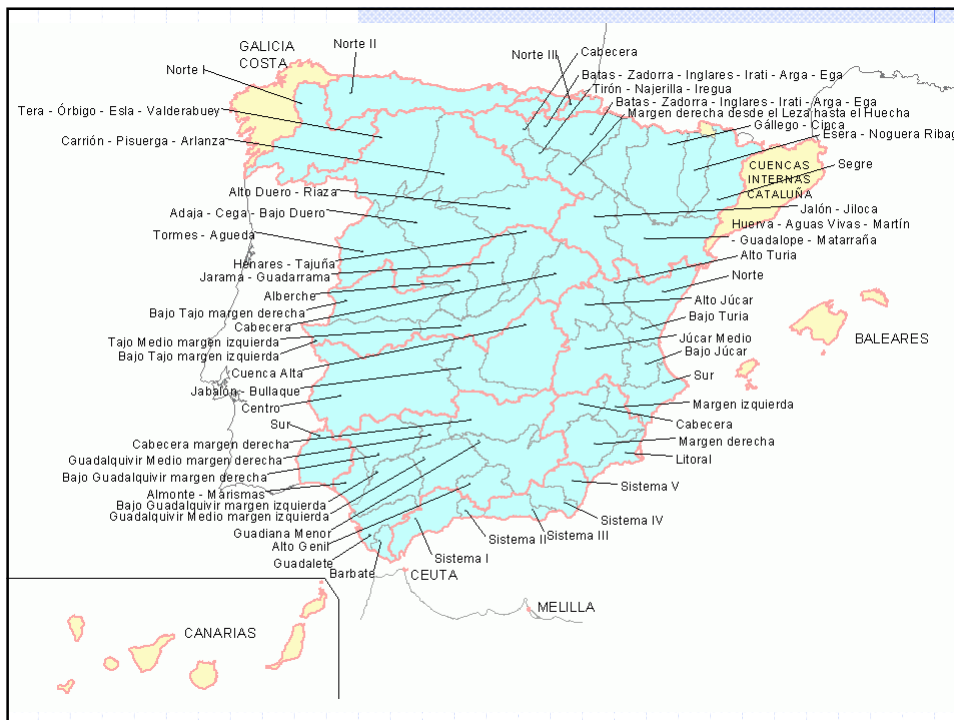 GALICIA
COSTA
Norte II
Norte III
Cabecera
Norte I
Batas - Zadorra - Inglares - Irati - Arga - Ega
Tirón - Najerilla - Iregua
Tera - Órbigo - Esla - Valderabuey
Batas - Zadorra - Inglares - Irati - Arga - Ega
Margen derecha desde el Leza hasta el Huecha
Gállego - Cinca
Esera - Noguera Ribag
Carrión - Pisuerga - Arlanza
CUENCAS
INTERNAS
CATALUÑA
Segre
Alto Duero - Riaza
Jalón - Jiloca
Adaja - Cega - Bajo Duero
Huerva - Aguas Vivas - Martín
- Guadalope - Matarraña
Tormes - Agueda
Alto Turia
Henares - Tajuña
Jarama - Guadarrama
Norte
Alberche
Alto Júcar
Bajo Tajo margen derecha
Bajo Turia
Cabecera
BALEARES
Tajo Medio margen izquierda
Júcar Medio
Bajo Tajo margen izquierda
Bajo Júcar
Cuenca Alta
Sur
Jabalón - Bullaque
Centro
Margen izquierda
Sur
Cabecera
Cabecera margen derecha
Margen derecha
Guadalquivir Medio margen derecha
Litoral
Bajo Guadalquivir margen derecha
Sistema V
Almonte - Marismas
Bajo Guadalquivir margen izquierda
Guadalquivir Medio margen izquierda
Sistema IV
Guadiana Menor
Sistema III
Sistema II
Alto Genil
Sistema I
Guadalete
Barbate
CEUTA
MELILLA
CANARIAS